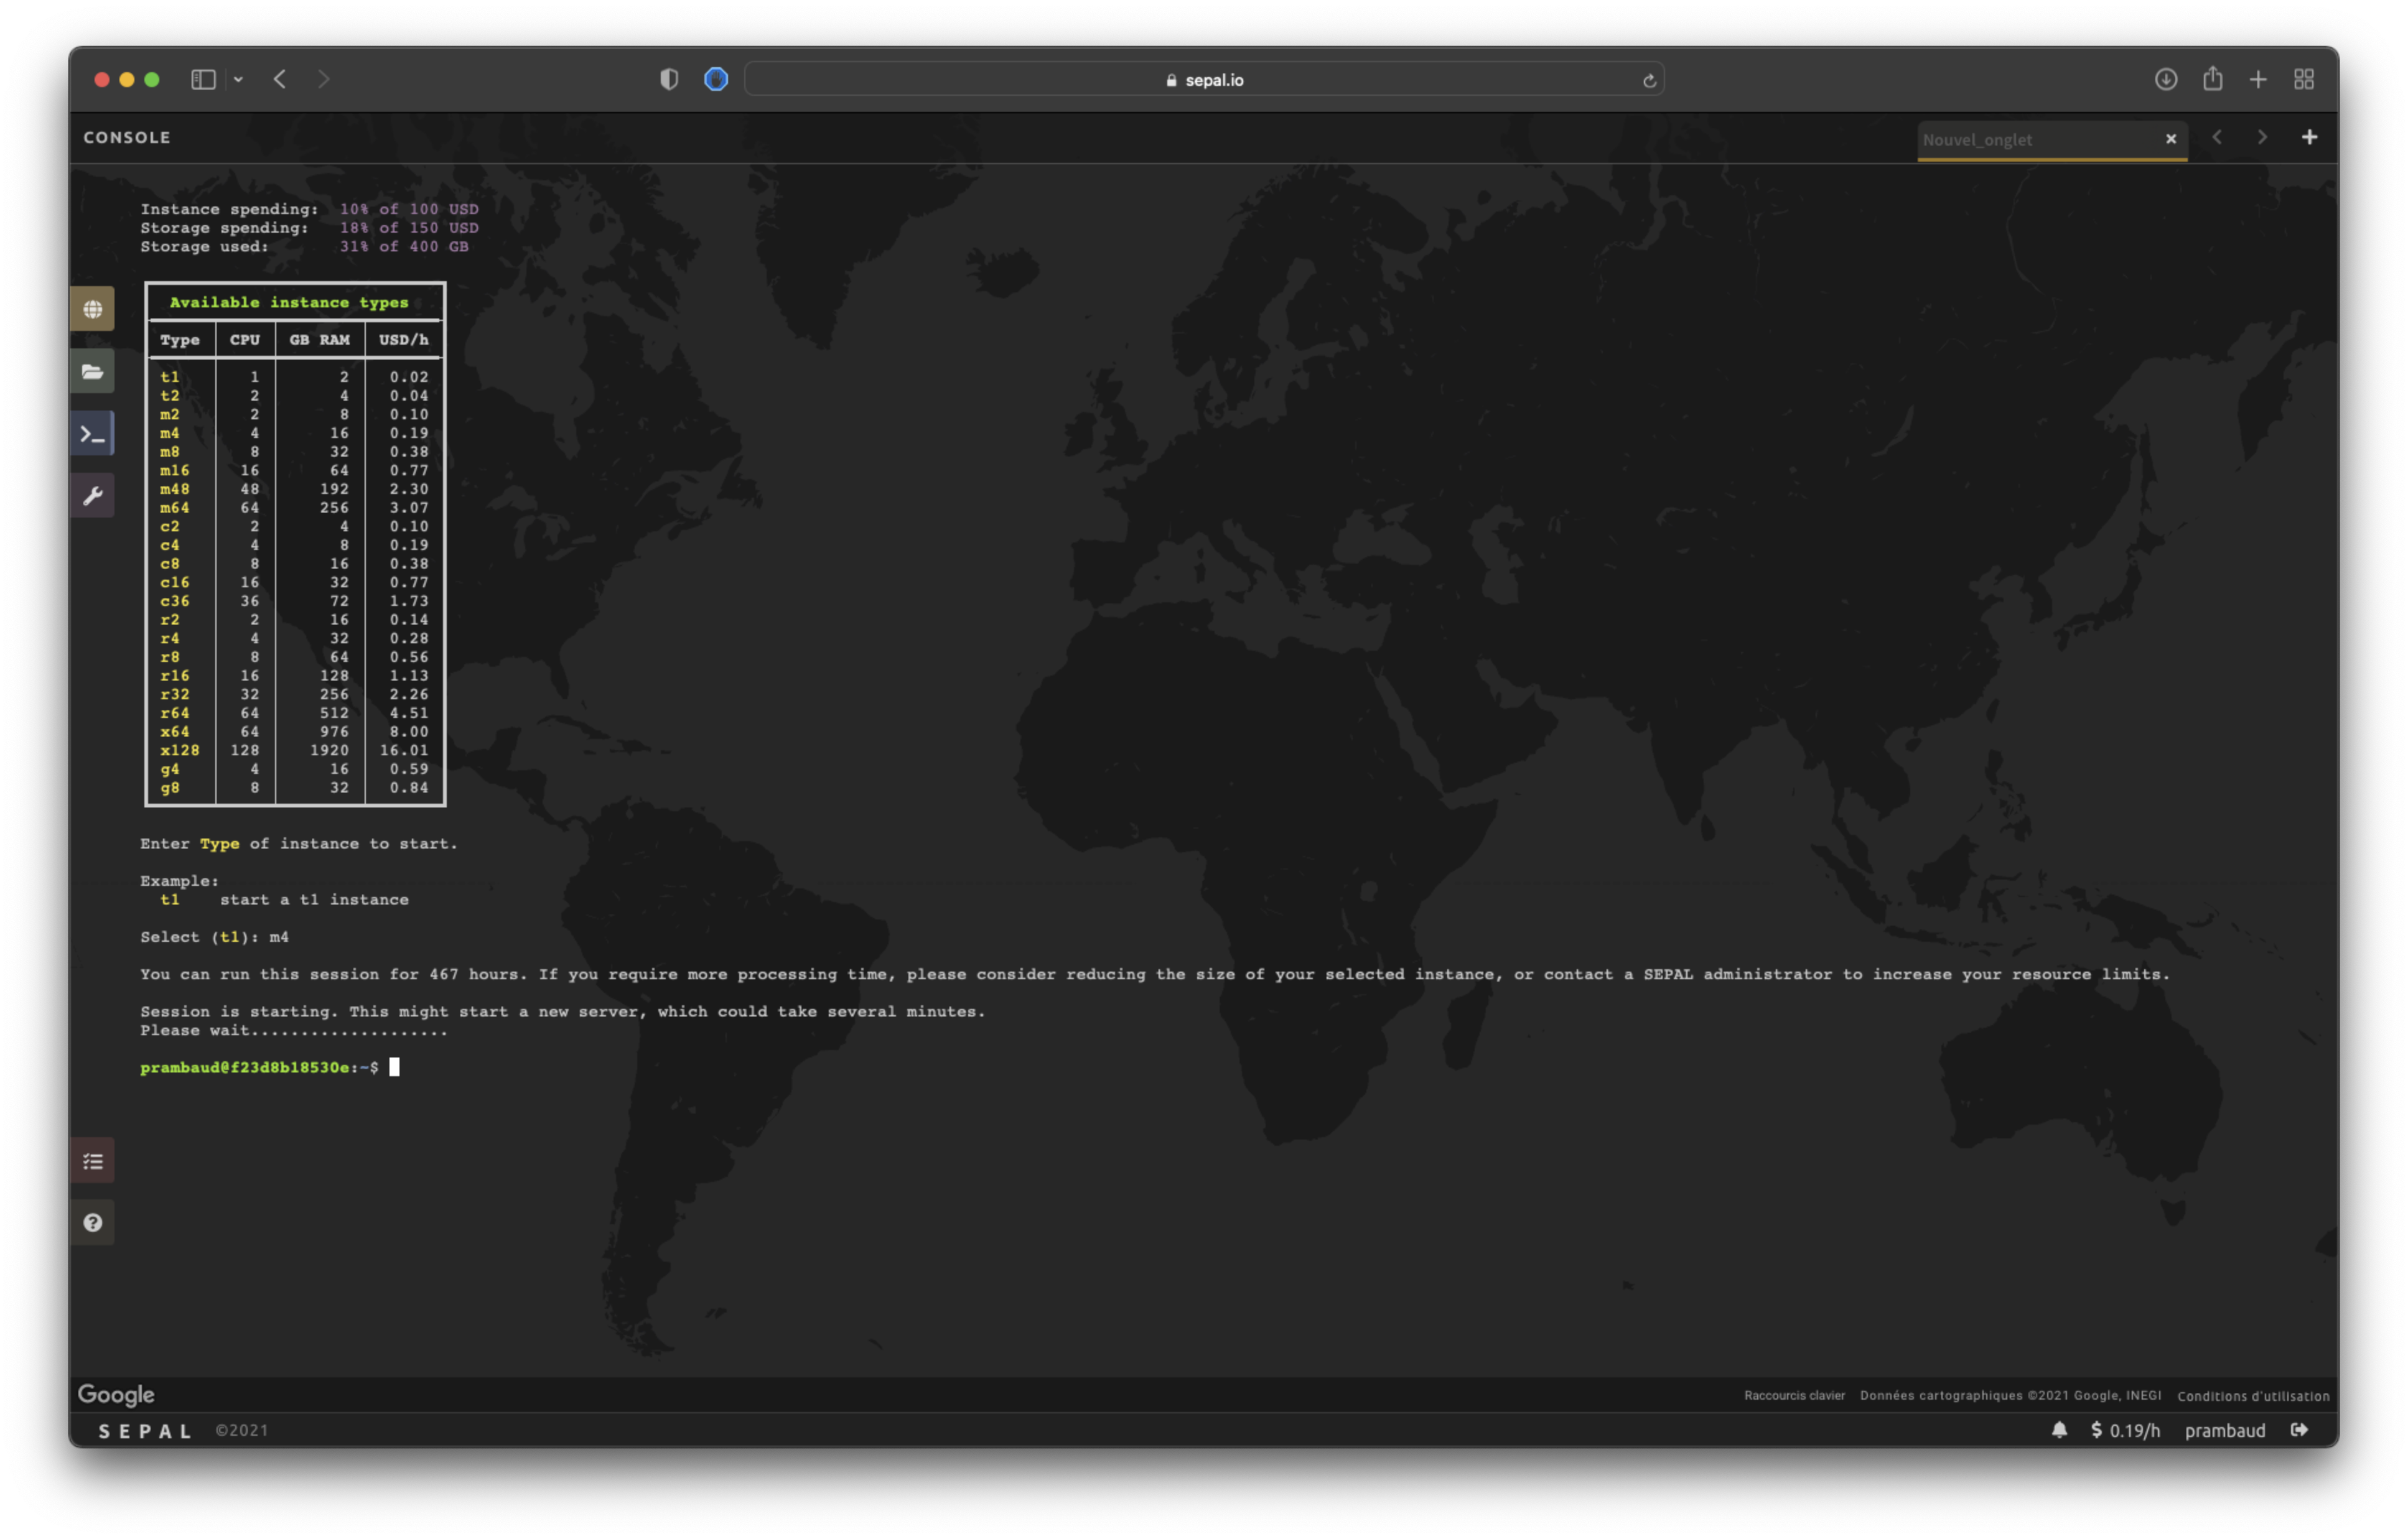 sepal.io
CONSOLE
Nouvel_onglet
Instance spending: 10% of 100 USD
Storage spending: 18% of 150 USD
Storage used: 31% of 400 GB
Available instance types
Type CPU GB RAM USD/h
t1 1 2 0.02
t2 2 4 0.04
m2 2 8 0.10
m4 4 16 0.19
m8 8 32 0.38
m16 16 64 0.77
m48 48 192 2.30
m64 64 256 3.07
c2 2 4 0.10
c4 4 8 0.19
c8 8 16 0.38
c16 16 32 0.77
c36 36 72 1.73
r2 2 16 0.14
r4 4 32 0.28
r8 8 64 0.56
r16 16 128 1.13
r32 32 256 2.26
r64 64 512 4.51
x64 64 976 8.00
x128 128 1920 16.01
g4 4 16 0.59
g8 8 32 0.84
Enter Type of instance to start.
Example:
t1 start a t1 instance
Select (t1): m4
You can run this session for 467 hours. If you require more processing time, please consider reducing the size of your selected instance, or contact a SEPAL administrator to increase your resource limits.
Session is starting. This might start a new server, which could take several minutes.
Please wait....................
prambaud@f23d8b18530e:~$
Google
Raccourcis clavier Données cartographiques ©2021 Google, INEGI Conditions d'utilisation
SEPAL ©2021
$ 0.19/h prambaud